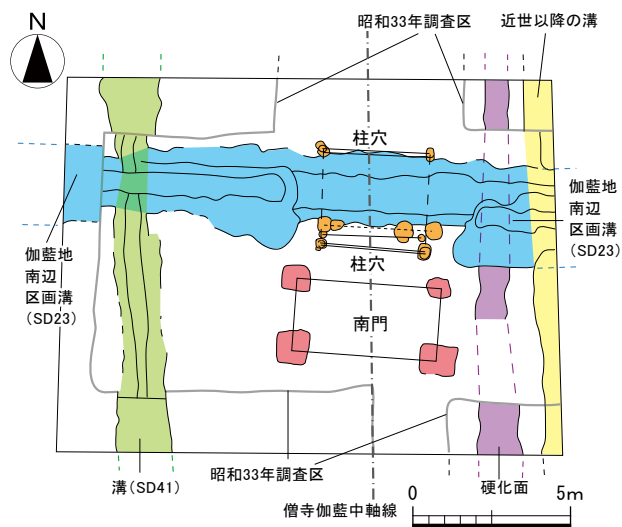 昭和33年調査区
近世以降の溝
N
柱穴
伽藍地
南辺
区画溝
(SD23)
伽藍地
南辺
区画溝
(SD23)
柱穴
南門
昭和33年調査区
溝(SD41)
硬化面
僧寺伽藍中軸線
0
5m